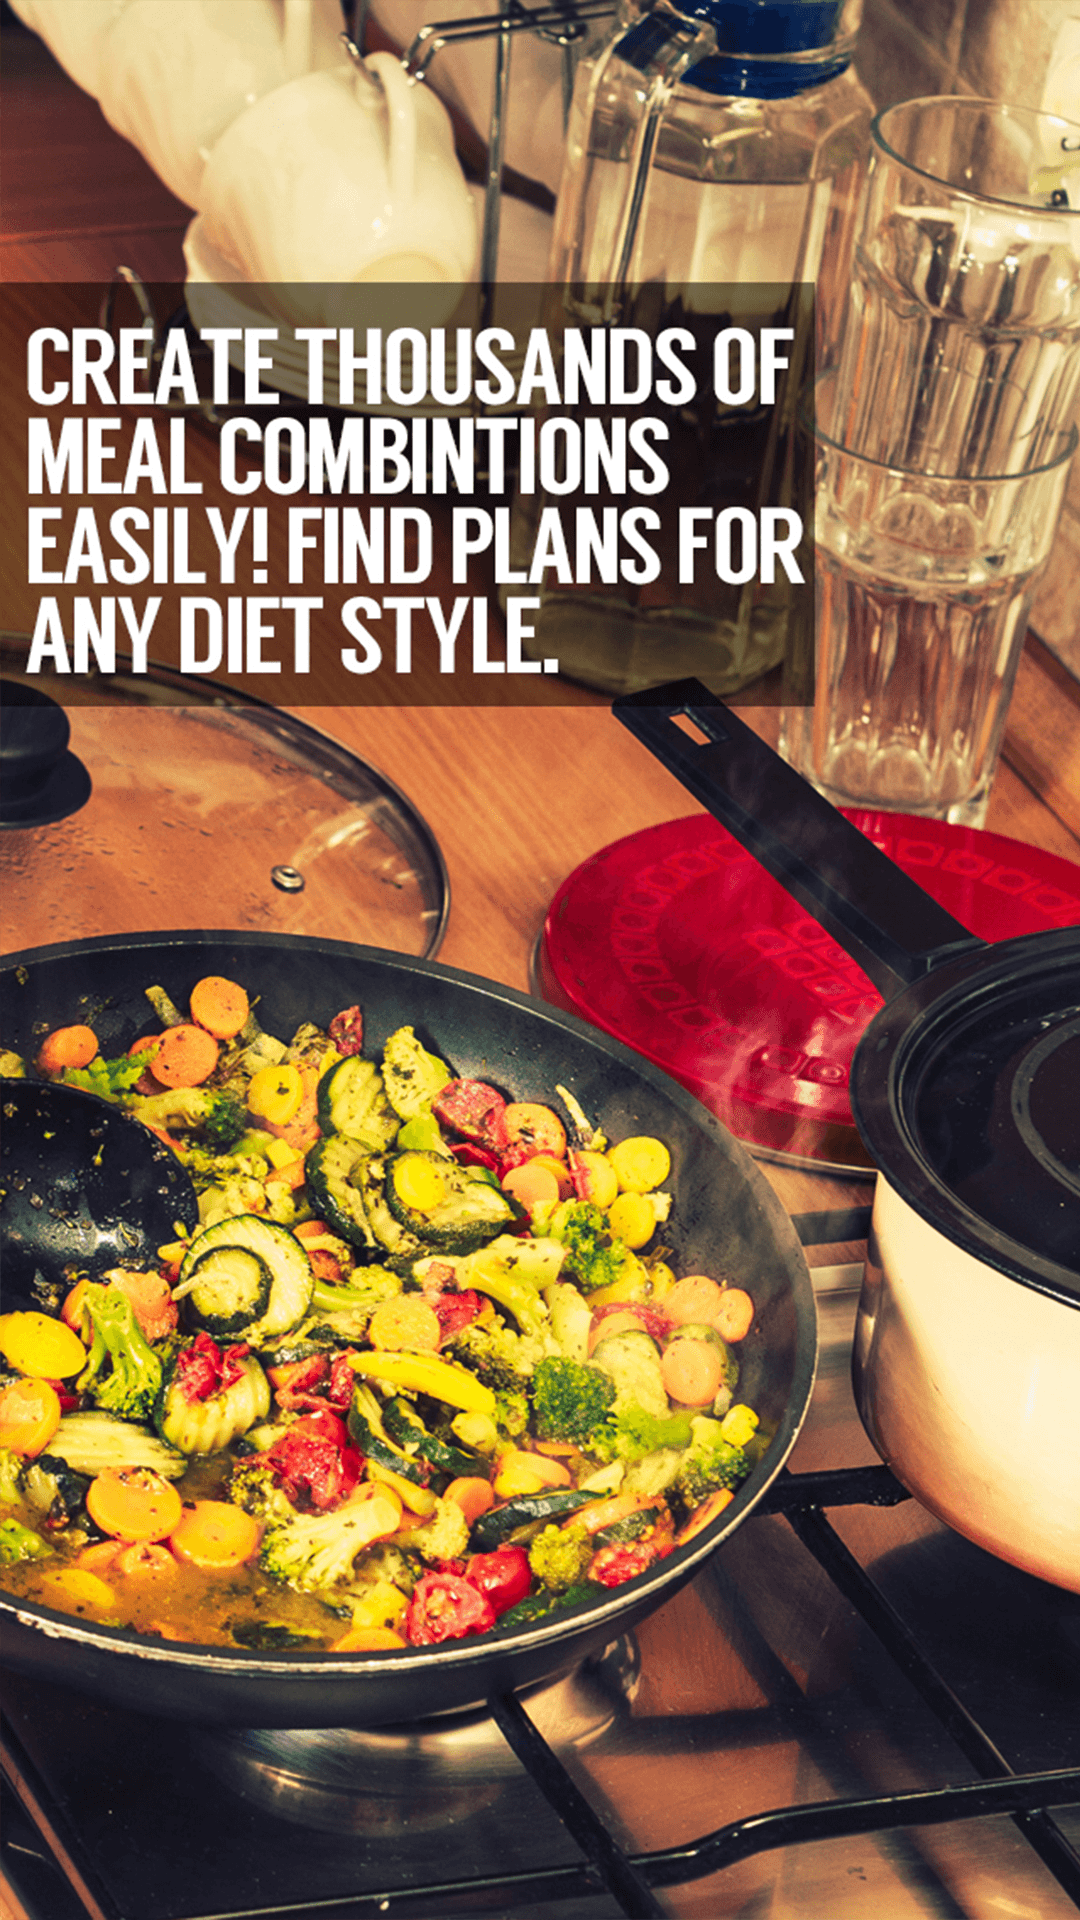 CREATE THOUSANDS OF
MEAL COMBINTIONS
EASILY! FIND PLANS FOR
ANY DIET STYLE.